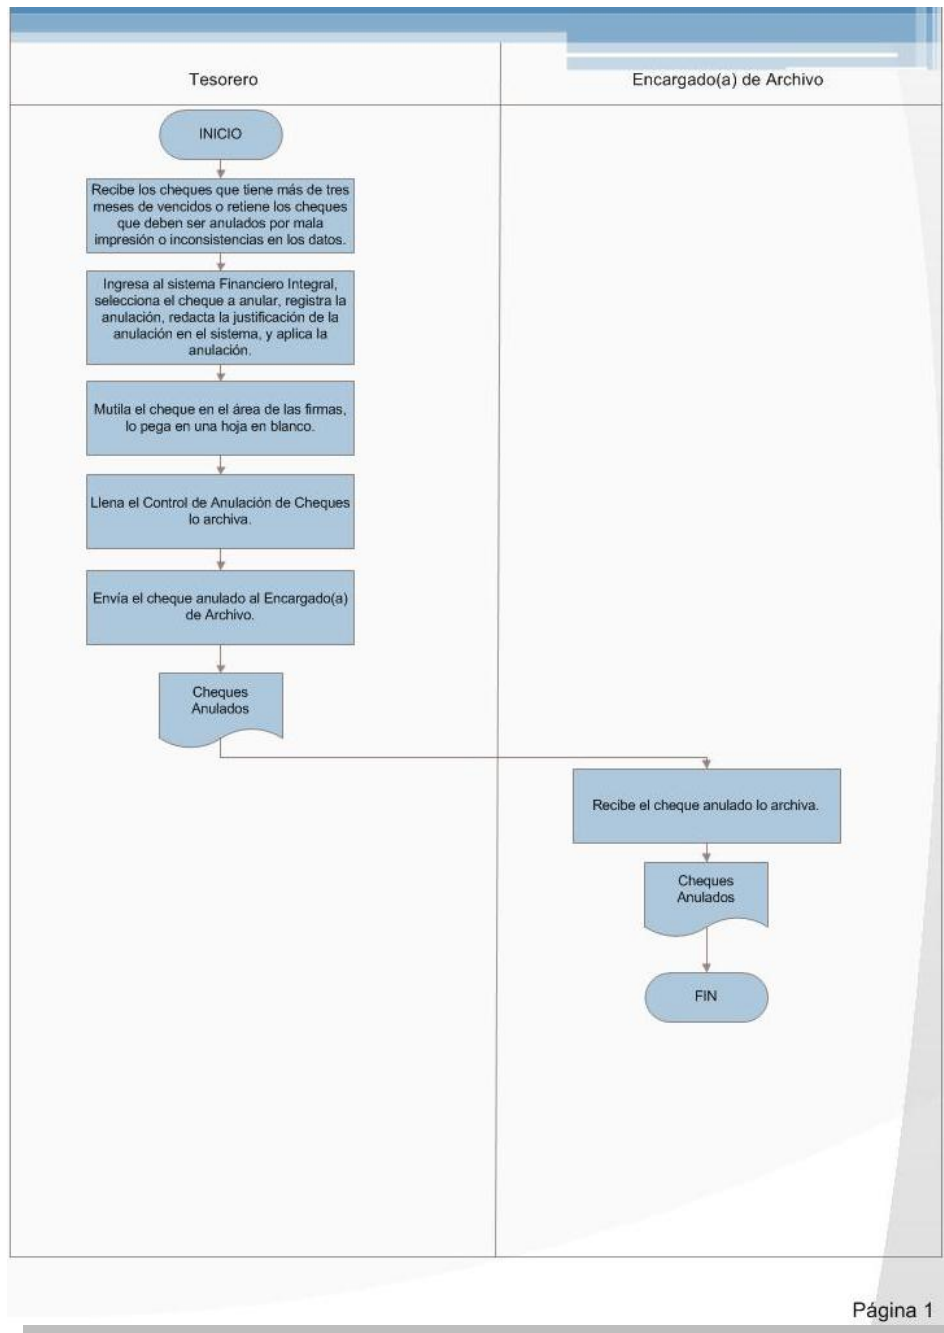 Tesorero
Encargado(a) de Archivo
INICIO
Recibe los cheques que tiene más de tres
meses de vencidos o retiene los cheques
que deben ser anulados por mala
impresión o inconsistencias en los datos.
Ingresa al sistema Financiero Integral,
selecciona el cheque a anular, registra la
anulación, redacta la justificación de la
anulación en el sistema, y aplica la
anulación.
Mutila el cheque en el área de las firmas,
lo pega en una hoja en blanco.
Llena el Control de Anulación de Cheques
lo archiva.
Envía el cheque anulado al Encargado(a)
de Archivo.
Cheques
Anulados
Recibe el cheque anulado lo archiva.
Cheques
Anulados
FIN
Página 1